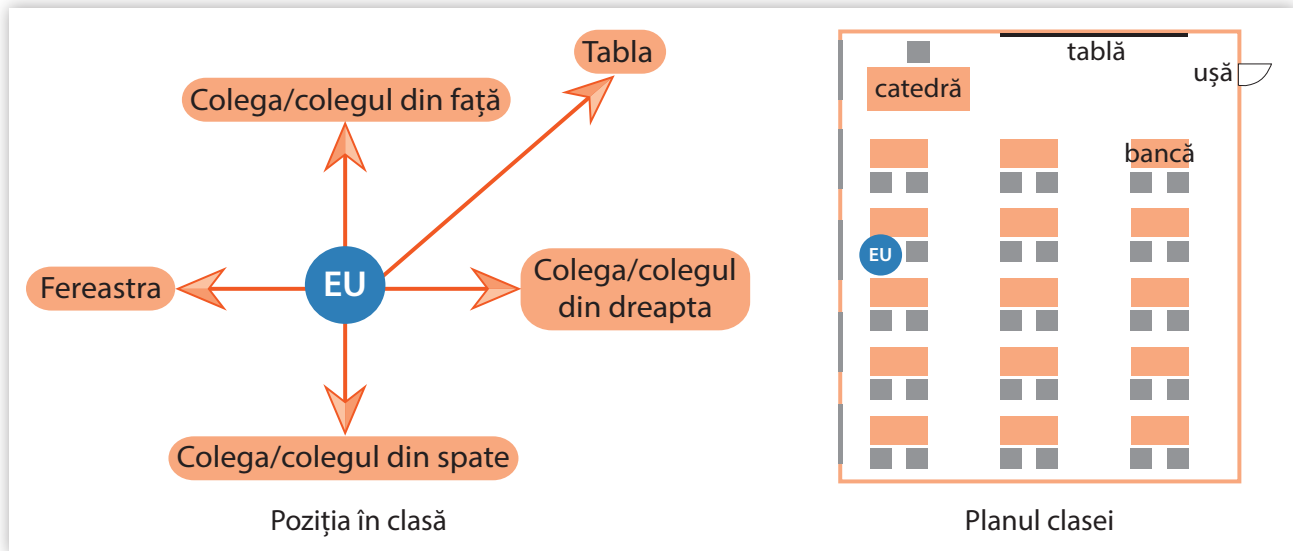 Tabla
Colega/colegul din față
EU
Fereastra
Colega/colegul
din dreapta
Colega/colegul din spate
Poziția în clasă
tablă
ușă
catedră
bancă
EU
Planul clasei